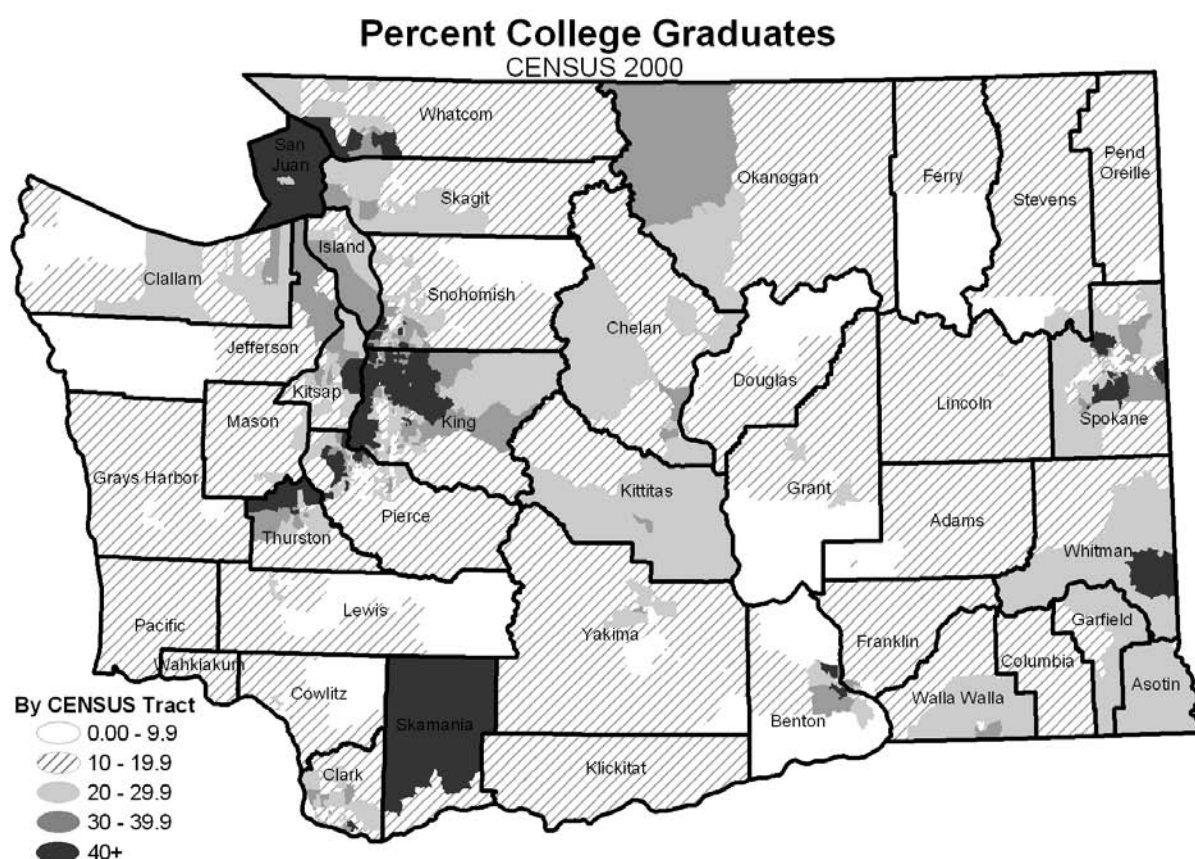 Percent College Graduates
CENSUS 2000
Whatcom
San
Juan
Skagit
Okanogan
Ferry
Stevens
Pend
Oreille
Island
Clallam
Snohomish
Chelan
Jefferson
Kitsap
King
Douglas
Lincoln
Spokane
Mason
Grays Harbor
Kittitas
Grant
Pierce
Adams
Thurston
Whitman
Lewis
Pacific
Yakima
Franklin
Garfield
Columbia
Wahkiakum
Cowlitz
Skamania
Benton
Walla Walla
Asotin
Klickitat
Clark
By CENSUS Tract
0.00 - 9.9
10 - 19.9
20 - 29.9
30 - 39.9
40+